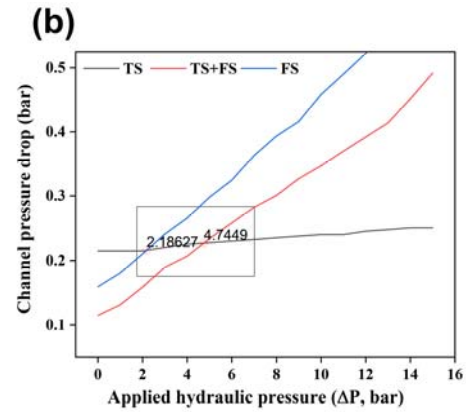 (b)
TS TS+FS FS
0.5
0.4
0.3
0.2
0.1
Channel pressure drop (bar)
2.18627 4.7449
0 2 4 6 8 10 12 14 16
Applied hydraulic pressure (ΔP, bar)